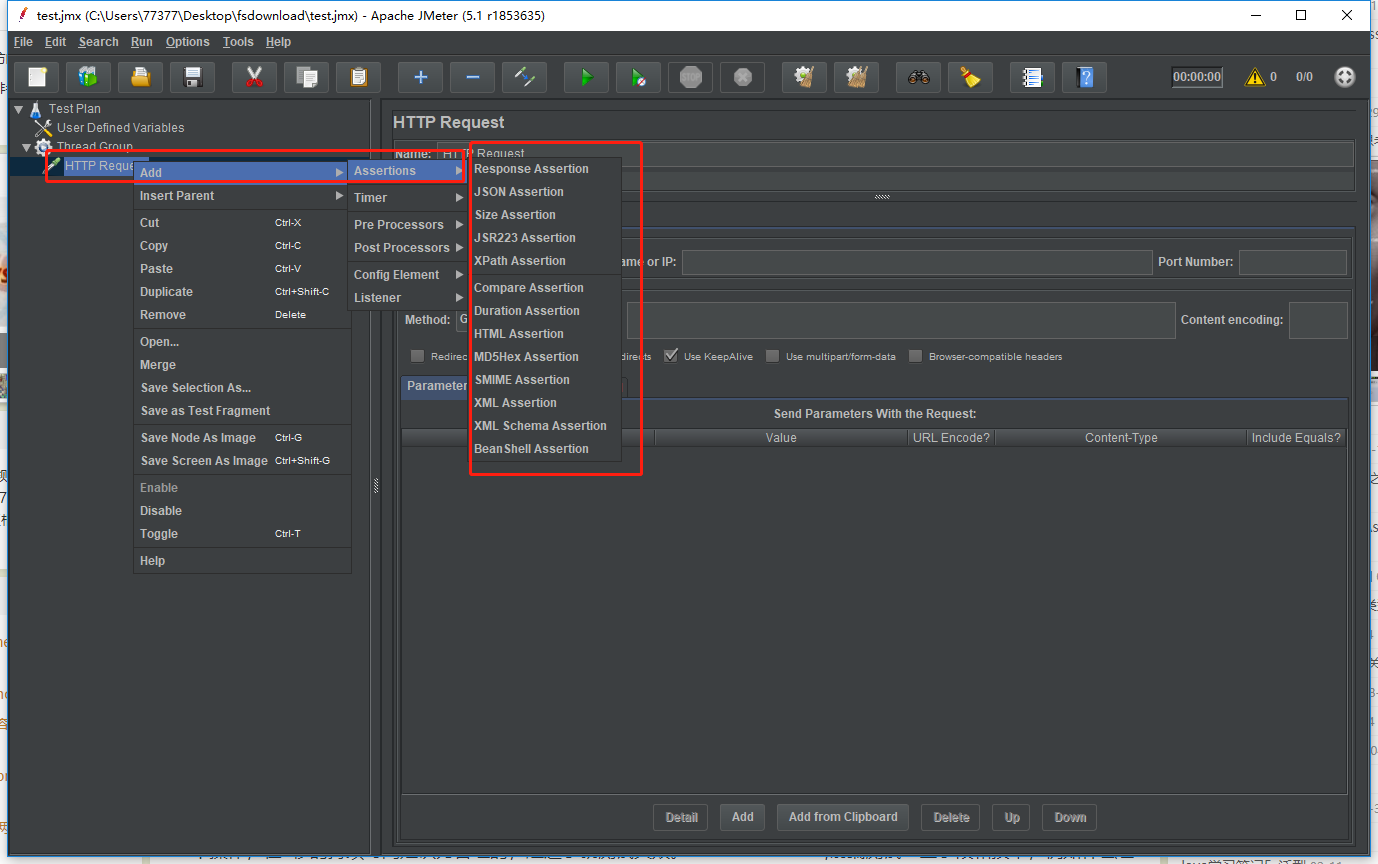 test.jmx (C:\Users\77377\Desktop\fsdownload\test.jmx) - Apache JMeter (5.1 r1853635)
File Edit Search Run Options Tools Help
00:00:00 0 0/0
Test Plan
User Defined Variables
Thread Group
HTTP Reque
Add
Insert Parent
Cut Ctrl-X
Copy Ctrl-C
Paste Ctrl-V
Duplicate Ctrl+Shift-C
Remove Delete
Open...
Merge
Save Selection As...
Save as Test Fragment
Save Node As Image Ctrl-G
Save Screen As Image Ctrl+Shift-G
Enable
Disable
Toggle Ctrl-T
Help
Assertions
Timer
Pre Processors
Post Processors
Config Element
Listener
Response Assertion
JSON Assertion
Size Assertion
JSR223 Assertion
XPath Assertion
Compare Assertion
Duration Assertion
HTML Assertion
MD5Hex Assertion
SMIME Assertion
XML Assertion
XML Schema Assertion
BeanShell Assertion
HTTP Request
Name: HTTP Request
ame or IP: Port Number:
Method: G Content encoding:
Redirec directs Use KeepAlive Use multipart/form-data Browser-compatible headers
Parameter
Send Parameters With the Request:
Value URL Encode? Content-Type Include Equals?
Detail Add Add from Clipboard Delete Up Down